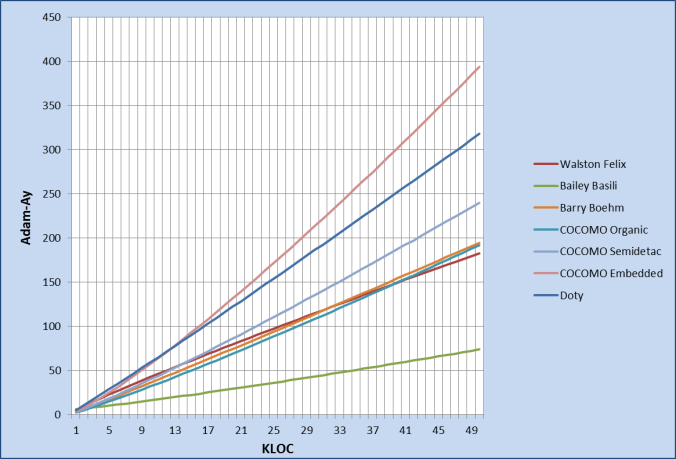 450
400
350
300
250
200
150
100
50
0
Adam-Ay
1 5 9 13 17 21 25 29 33 37 41 45 49
KLOC
Walston Felix
Bailey Basili
Barry Boehm
COCOMO Organic
COCOMO Semidetac
COCOMO Embedded
Doty